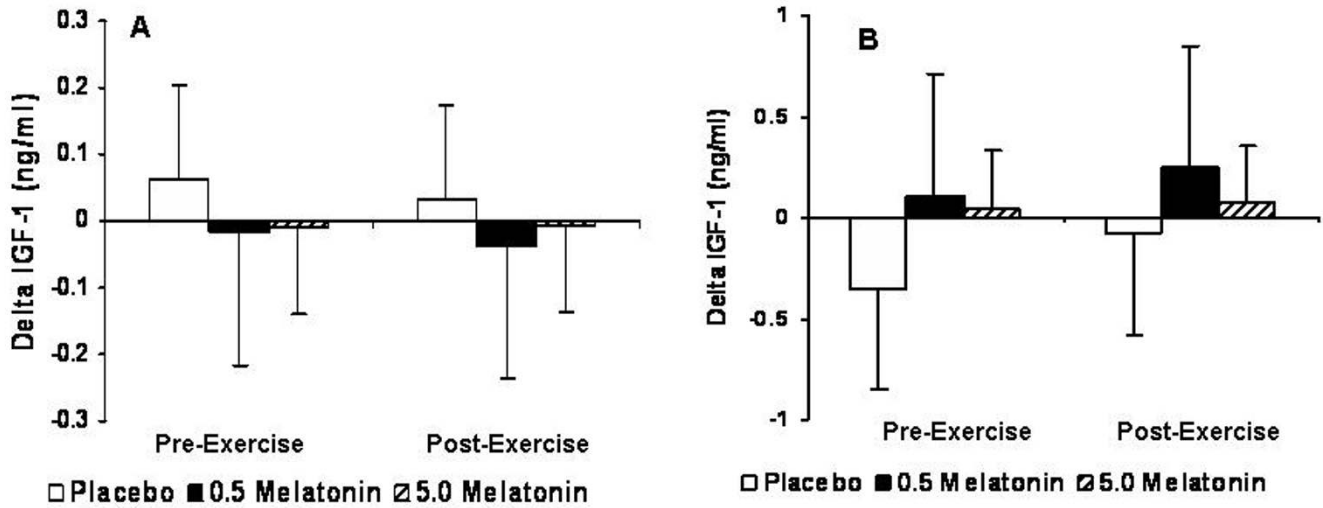 A
Delta IGF-1 (ng/ml)
0.3
0.2
0.1
0
-0.1
-0.2
-0.3
Pre-Exercise Post-Exercise
Placebo 0.5 Melatonin 5.0 Melatonin
B
Delta IGF-1 (ng/ml)
1
0.5
0
-0.5
-1
Pre-Exercise Post-Exercise
Placebo 0.5 Melatonin 5.0 Melatonin